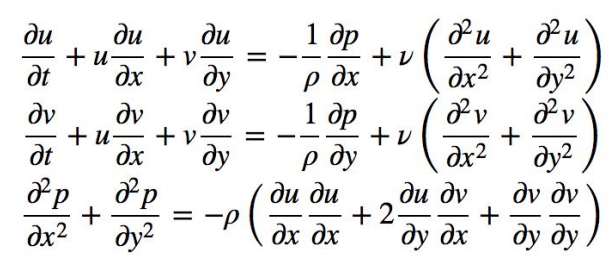 ∂u/∂t + u ∂u/∂x + v ∂u/∂y = −1/ρ ∂p/∂x + ν (∂²u/∂x² + ∂²u/∂y²)
∂v/∂t + u ∂v/∂x + v ∂v/∂y = −1/ρ ∂p/∂y + ν (∂²v/∂x² + ∂²v/∂y²)
∂²p/∂x² + ∂²p/∂y² = −ρ (∂u/∂x ∂u/∂x + 2 ∂u/∂y ∂v/∂x + ∂v/∂y ∂v/∂y)